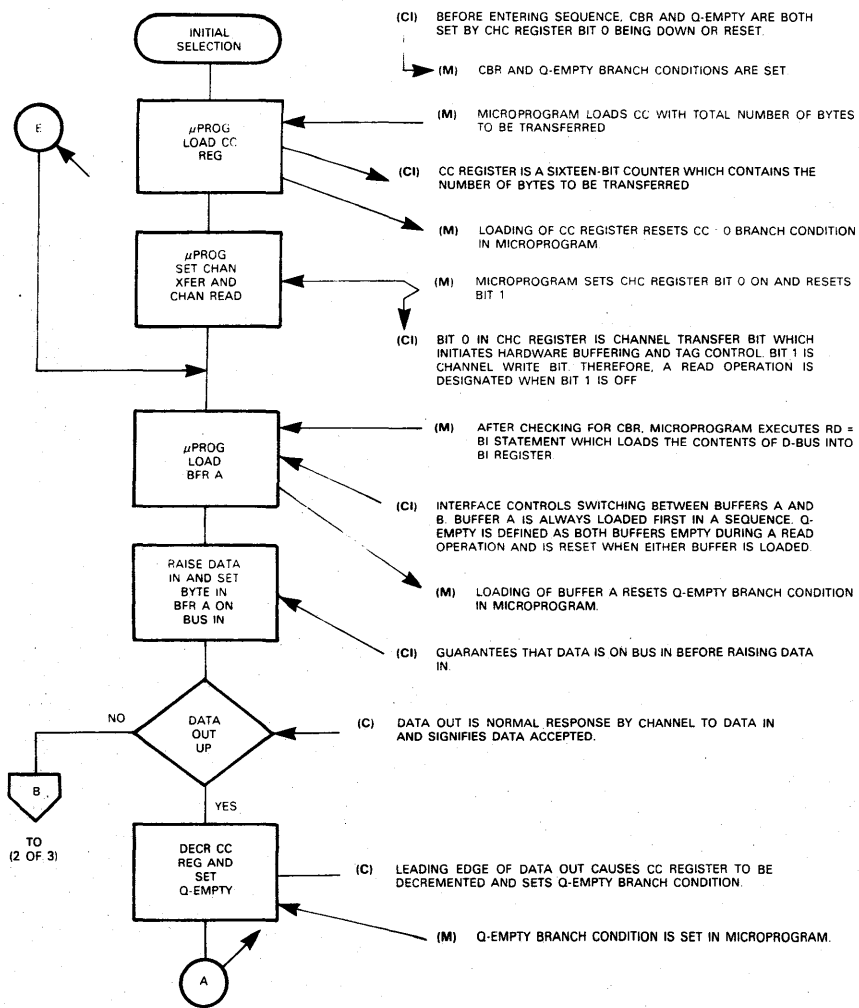 (CI) BEFORE ENTERING SEQUENCE, CBR AND Q-EMPTY ARE BOTH
SET BY CHC REGISTER BIT 0 BEING DOWN OR RESET.
INITIAL
SELECTION
(M) CBR AND Q-EMPTY BRANCH CONDITIONS ARE SET
E
µPROG
LOAD CC
REG
(M) MICROPROGRAM LOADS CC WITH TOTAL NUMBER OF BYTES
TO BE TRANSFERRED
(CI) CC REGISTER IS A SIXTEEN-BIT COUNTER WHICH CONTAINS THE
NUMBER OF BYTES TO BE TRANSFERRED
(M) LOADING OF CC REGISTER RESETS CC - 0 BRANCH CONDITION
IN MICROPROGRAM
µPROG
SET CHAN
XFER AND
CHAN READ
(M) MICROPROGRAM SETS CHC REGISTER BIT 0 ON AND RESETS
BIT 1
(CI) BIT 0 IN CHC REGISTER IS CHANNEL TRANSFER BIT WHICH
INITIATES HARDWARE BUFFERING AND TAG CONTROL. BIT 1 IS
CHANNEL WRITE BIT. THEREFORE, A READ OPERATION IS
DESIGNATED WHEN BIT 1 IS OFF
µPROG
LOAD
BFR A
(M) AFTER CHECKING FOR CBR, MICROPROGRAM EXECUTES RD =
BI STATEMENT WHICH LOADS THE CONTENTS OF D-BUS INTO
BI REGISTER
(CI) INTERFACE CONTROLS SWITCHING BETWEEN BUFFERS A AND
B. BUFFER A IS ALWAYS LOADED FIRST IN A SEQUENCE. Q-
EMPTY IS DEFINED AS BOTH BUFFERS EMPTY DURING A READ
OPERATION AND IS RESET WHEN EITHER BUFFER IS LOADED.
RAISE DATA
IN AND SET
BYTE IN
BFR A ON
BUS IN
(M) LOADING OF BUFFER A RESETS Q-EMPTY BRANCH CONDITION
IN MICROPROGRAM.
(CI) GUARANTEES THAT DATA IS ON BUS IN BEFORE RAISING DATA
IN.
NO
DATA
OUT
UP
(C) DATA OUT IS NORMAL RESPONSE BY CHANNEL TO DATA IN
AND SIGNIFIES DATA ACCEPTED.
B
TO
(2 OF 3)
YES
DECR CC
REG AND
SET
Q-EMPTY
(C) LEADING EDGE OF DATA OUT CAUSES CC REGISTER TO BE
DECREMENTED AND SETS Q-EMPTY BRANCH CONDITION.
(M) Q-EMPTY BRANCH CONDITION IS SET IN MICROPROGRAM.
A